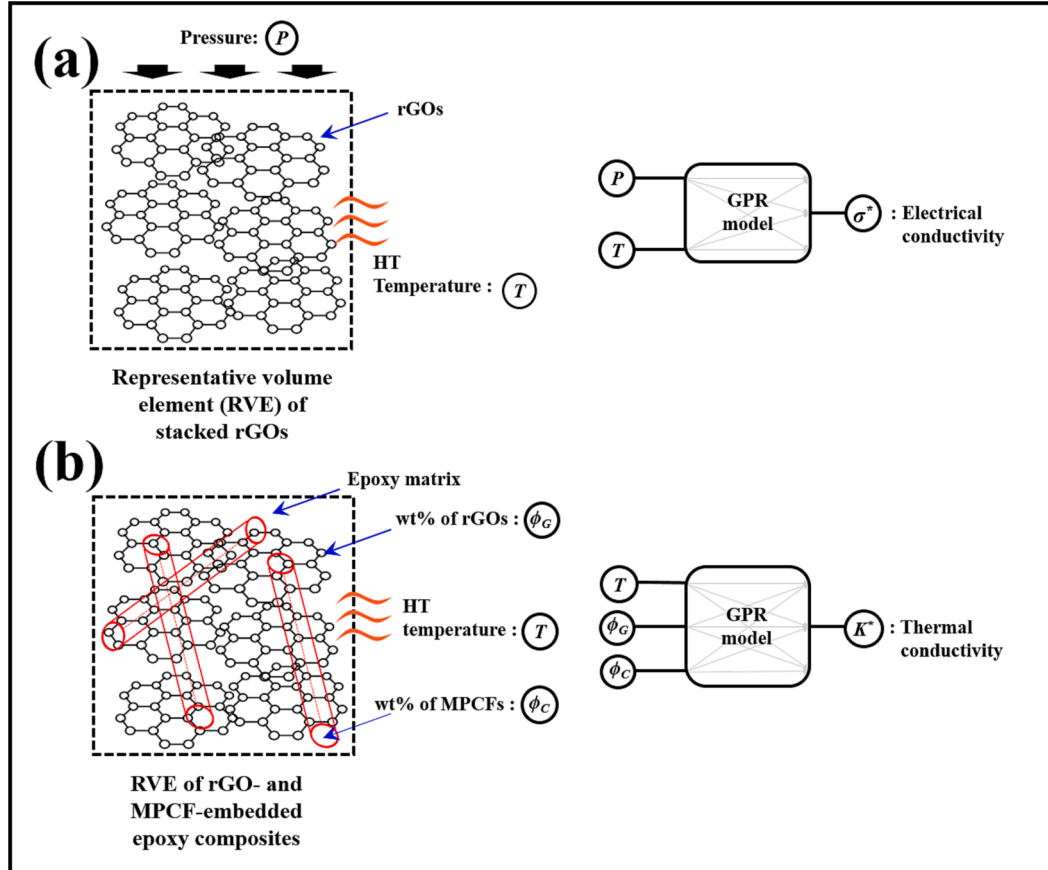 (a)
Pressure: P
rGOs
HT
Temperature : T
Representative volume
element (RVE) of
stacked rGOs
P
T
GPR
model
σ* : Electrical
conductivity
(b)
Epoxy matrix
wt% of rGOs : ϕG
HT
temperature : T
wt% of MPCFs : ϕC
RVE of rGO- and
MPCF-embedded
epoxy composites
T
ϕG
ϕC
GPR
model
K* : Thermal
conductivity